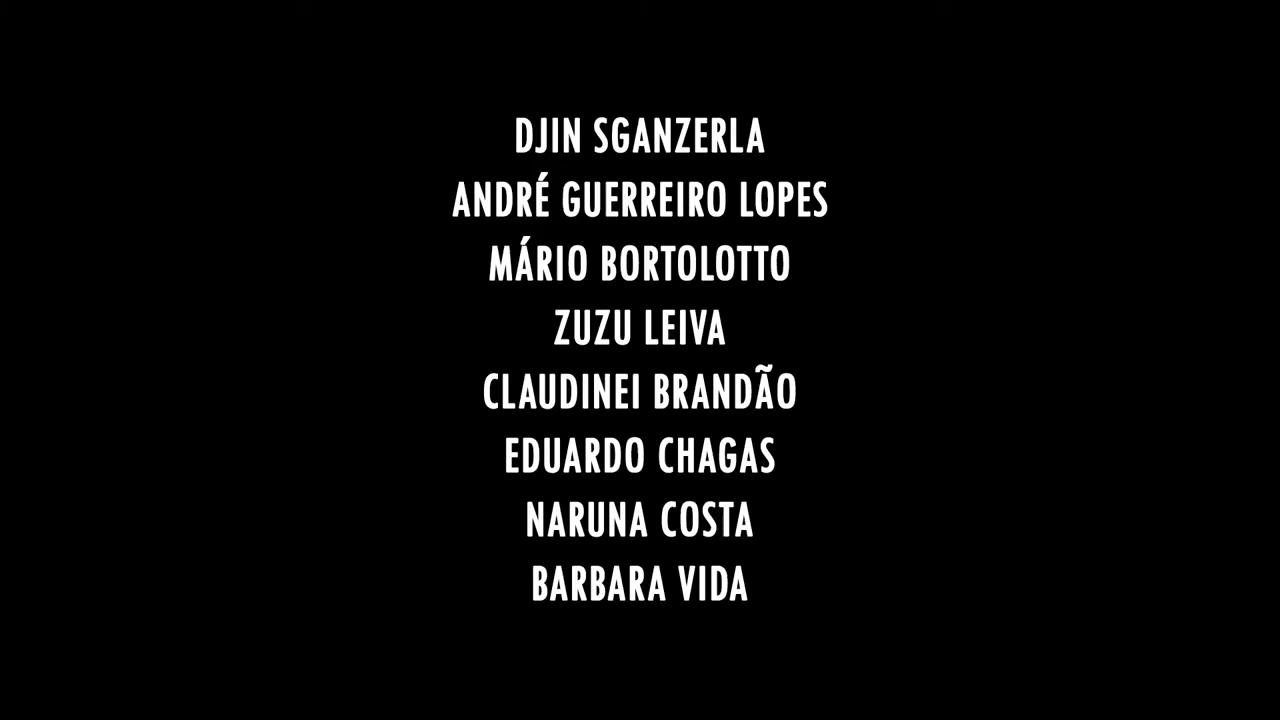 DJIN SGANZERLA
ANDRÉ GUERREIRO LOPES
MÁRIO BORTOLOTTO
ZUZU LEIVA
CLAUDINEI BRANDÃO
EDUARDO CHAGAS
NARUNA COSTA
BARBARA VIDA